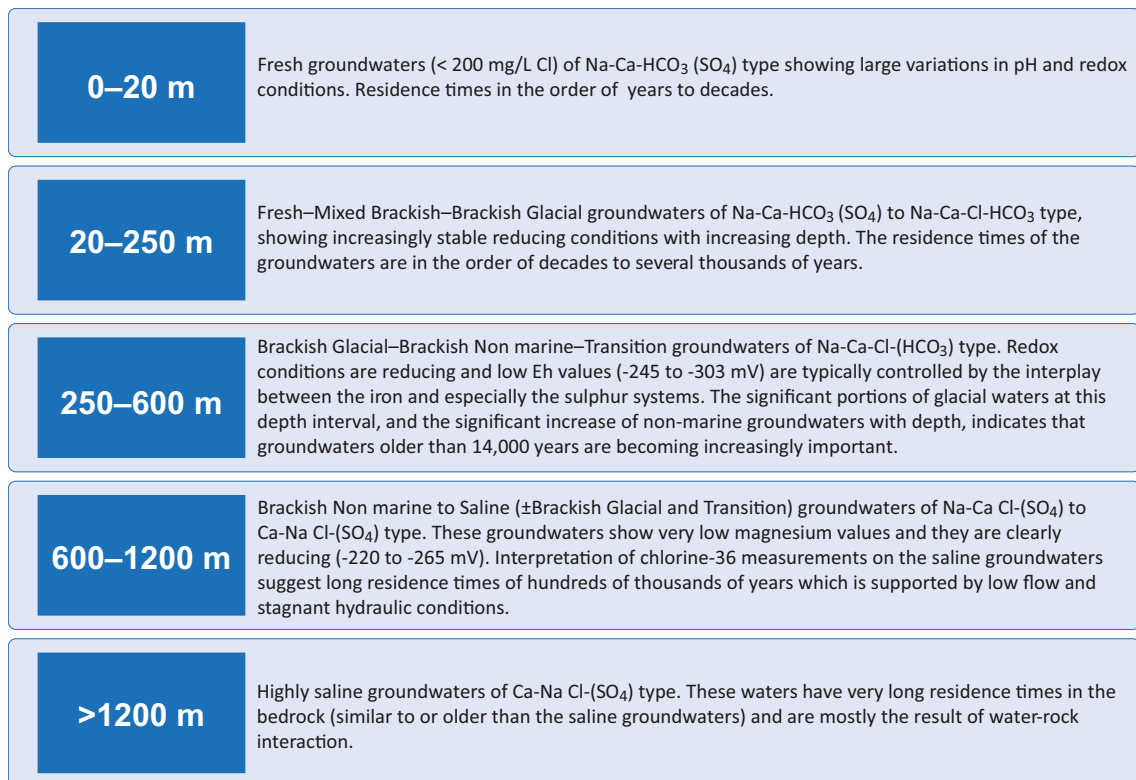 0–20 m
Fresh groundwaters (< 200 mg/L Cl) of Na-Ca-HCO₃ (SO₄) type showing large variations in pH and redox
conditions. Residence times in the order of  years to decades.
20–250 m
Fresh–Mixed Brackish–Brackish Glacial groundwaters of Na-Ca-HCO₃ (SO₄) to Na-Ca-Cl-HCO₃ type,
showing increasingly stable reducing conditions with increasing depth. The residence times of the
groundwaters are in the order of decades to several thousands of years.
250–600 m
Brackish Glacial–Brackish Non marine–Transition groundwaters of Na-Ca-Cl-(HCO₃) type. Redox
conditions are reducing and low Eh values (-245 to -303 mV) are typically controlled by the interplay
between the iron and especially the sulphur systems. The significant portions of glacial waters at this
depth interval, and the significant increase of non-marine groundwaters with depth, indicates that
groundwaters older than 14,000 years are becoming increasingly important.
600–1200 m
Brackish Non marine to Saline (±Brackish Glacial and Transition) groundwaters of Na-Ca Cl-(SO₄) to
Ca-Na Cl-(SO₄) type. These groundwaters show very low magnesium values and they are clearly
reducing (-220 to -265 mV). Interpretation of chlorine-36 measurements on the saline groundwaters
suggest long residence times of hundreds of thousands of years which is supported by low flow and
stagnant hydraulic conditions.
>1200 m
Highly saline groundwaters of Ca-Na Cl-(SO₄) type. These waters have very long residence times in the
bedrock (similar to or older than the saline groundwaters) and are mostly the result of water-rock
interaction.